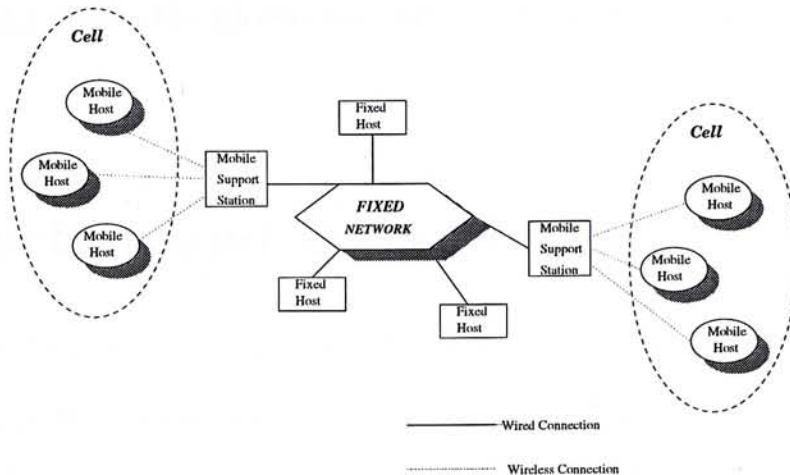 Cell
Mobile
Host
Mobile
Host
Mobile
Host
Mobile
Support
Station
Fixed
Host
FIXED
NETWORK
Fixed
Host
Fixed
Host
Mobile
Support
Station
Cell
Mobile
Host
Mobile
Host
Mobile
Host
Wired Connection
Wireless Connection